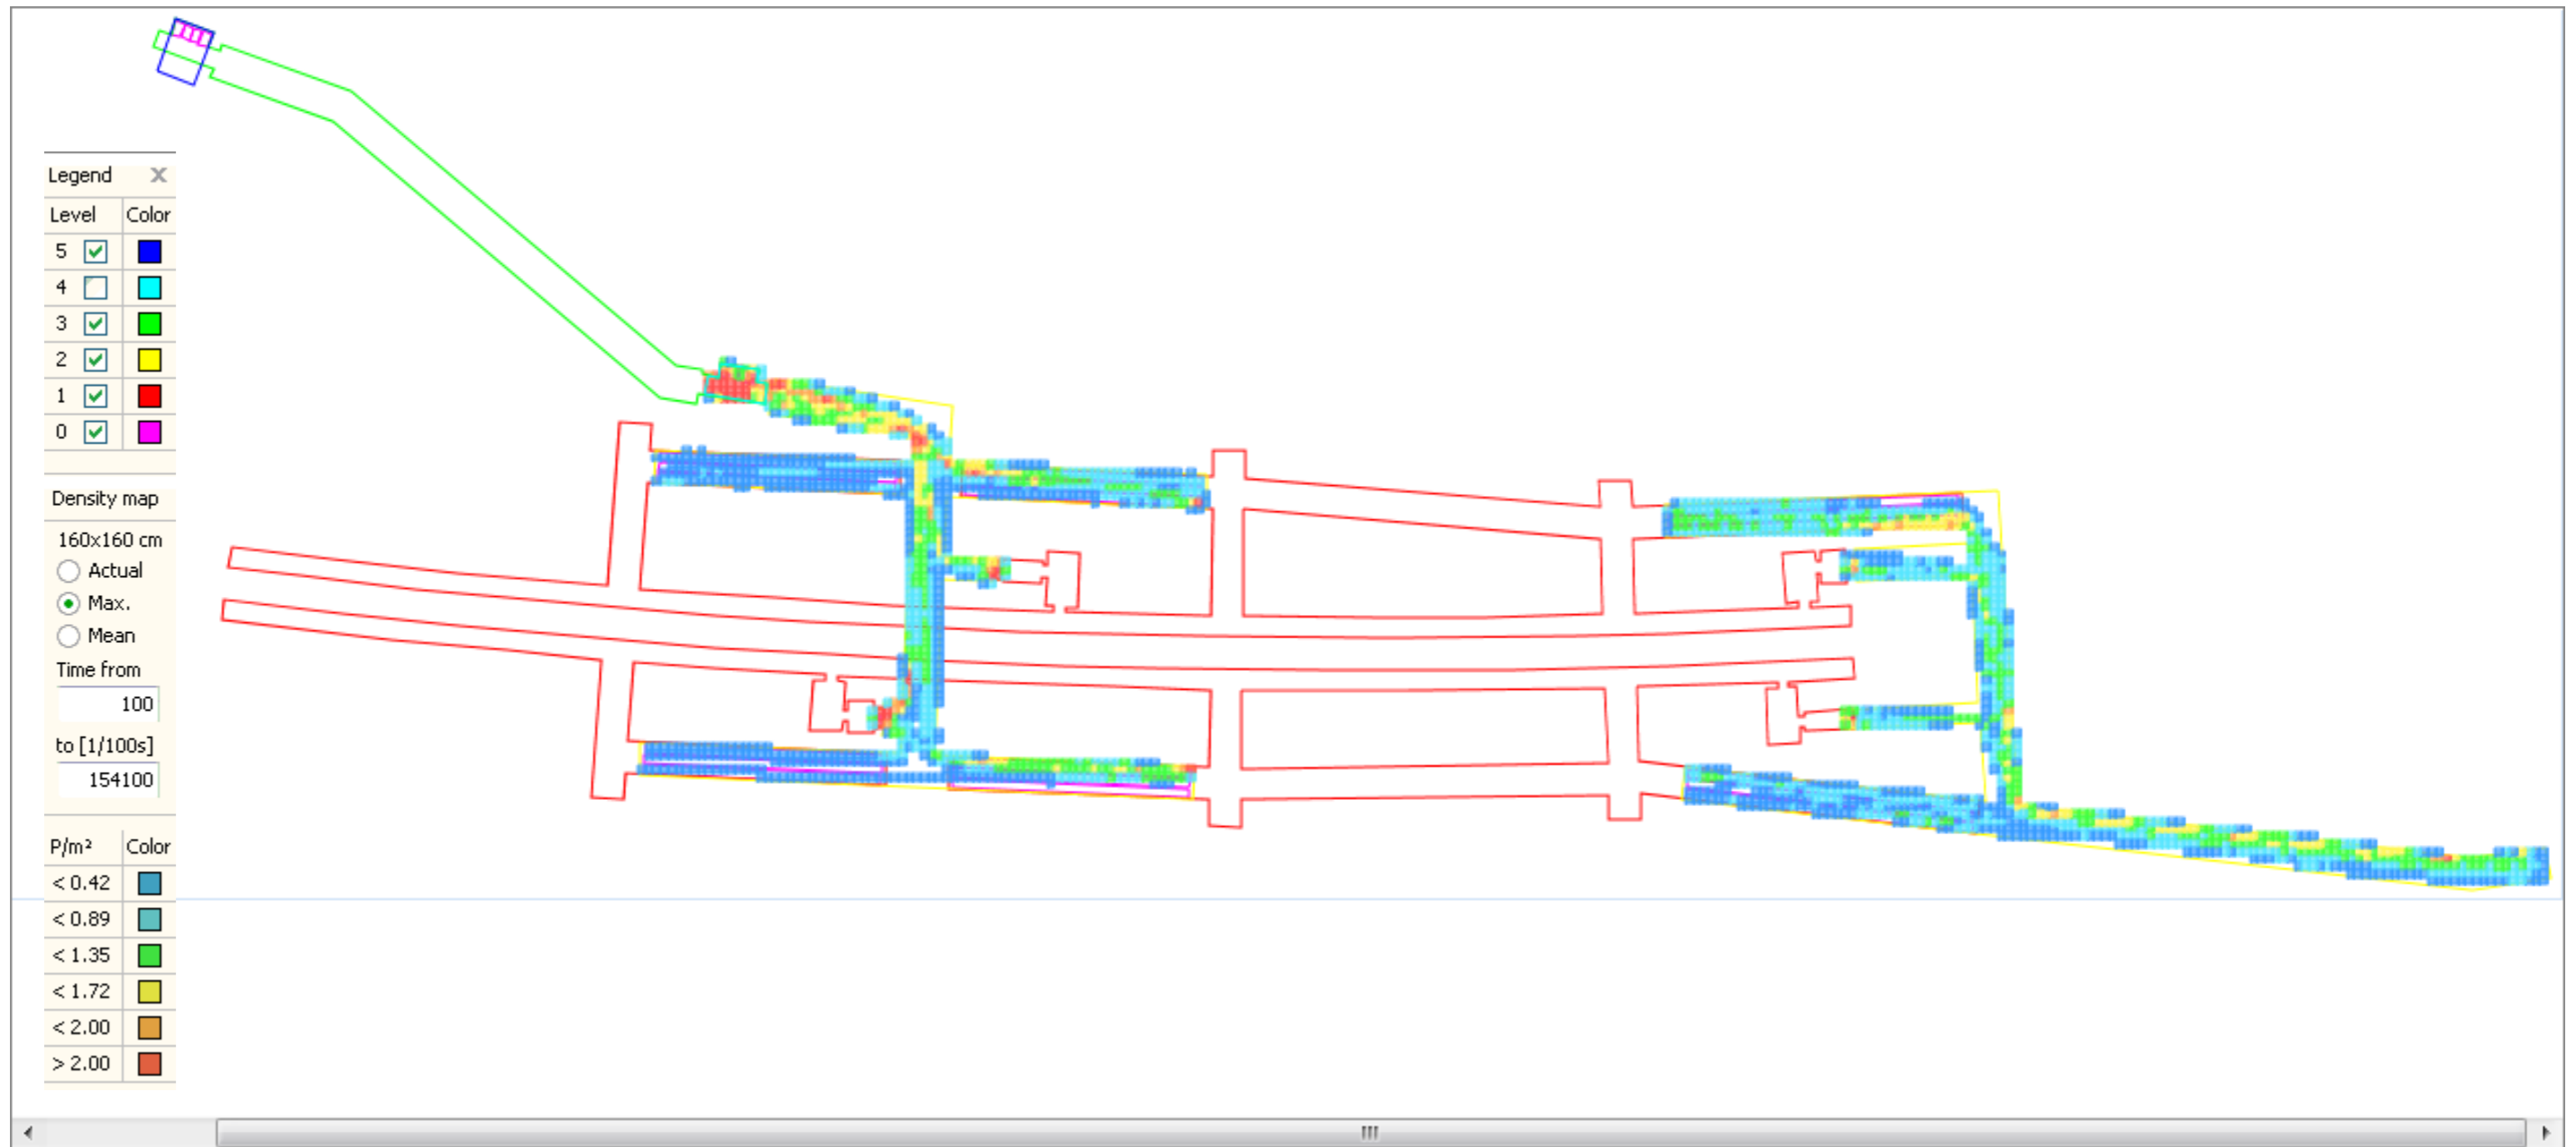 Legend X
Level Color
5
4
3
2
1
0
Density map
160x160 cm
Actual
Max.
Mean
Time from
100
to [1/100s]
154100
P/m² Color
< 0.42
< 0.89
< 1.35
< 1.72
< 2.00
> 2.00